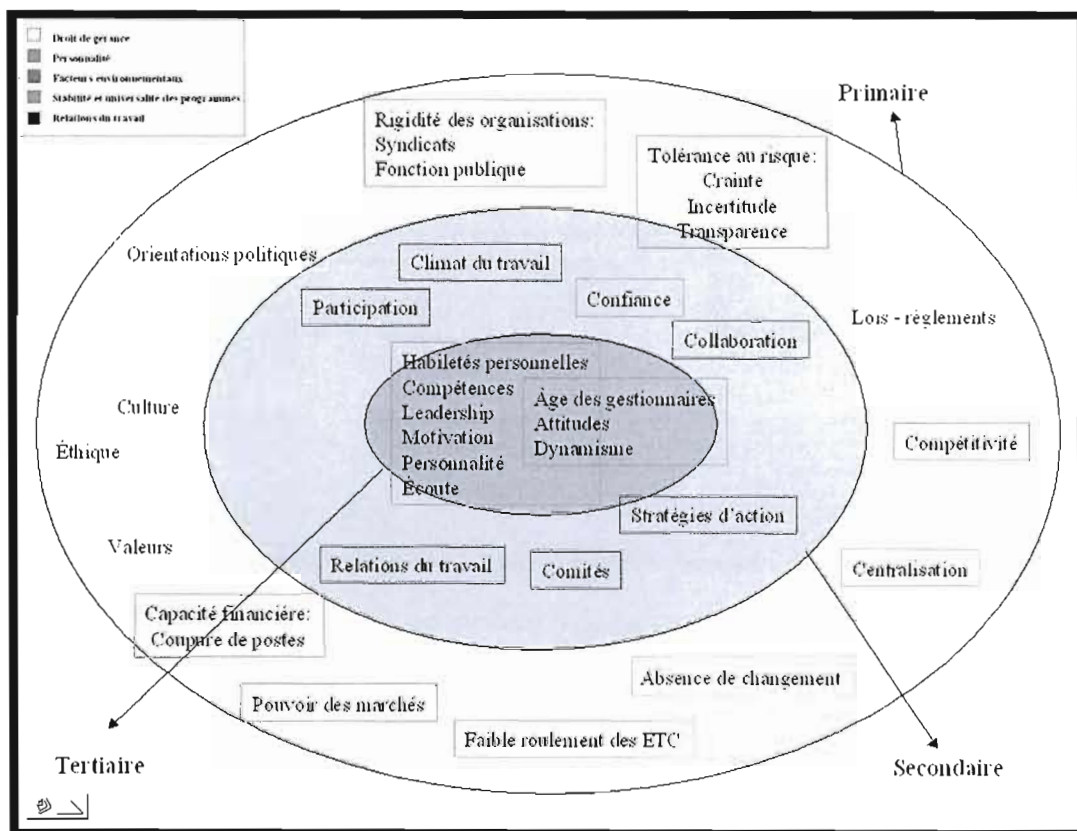 Droit de gérance
Personnalité
Facteurs environnementaux
Stabilité et universalité des programmes
Relations du travail
Primaire
Rigidité des organisations:
Syndicats
Fonction publique
Tolérance au risque:
Crainte
Incertitude
Transparence
Orientations politiques
Climat du travail
Participation
Confiance
Lois - règlements
Collaboration
Habiletés personnelles
Compétences
Leadership
Motivation
Personnalité
Écoute
Âge des gestionnaires
Attitudes
Dynamisme
Culture
Éthique
Compétitivité
Stratégies d'action
Valeurs
Relations du travail
Comités
Centralisation
Capacité financière:
Coupure de postes
Absence de changement
Pouvoir des marchés
Faible roulement des ETC
Tertiaire
Secondaire